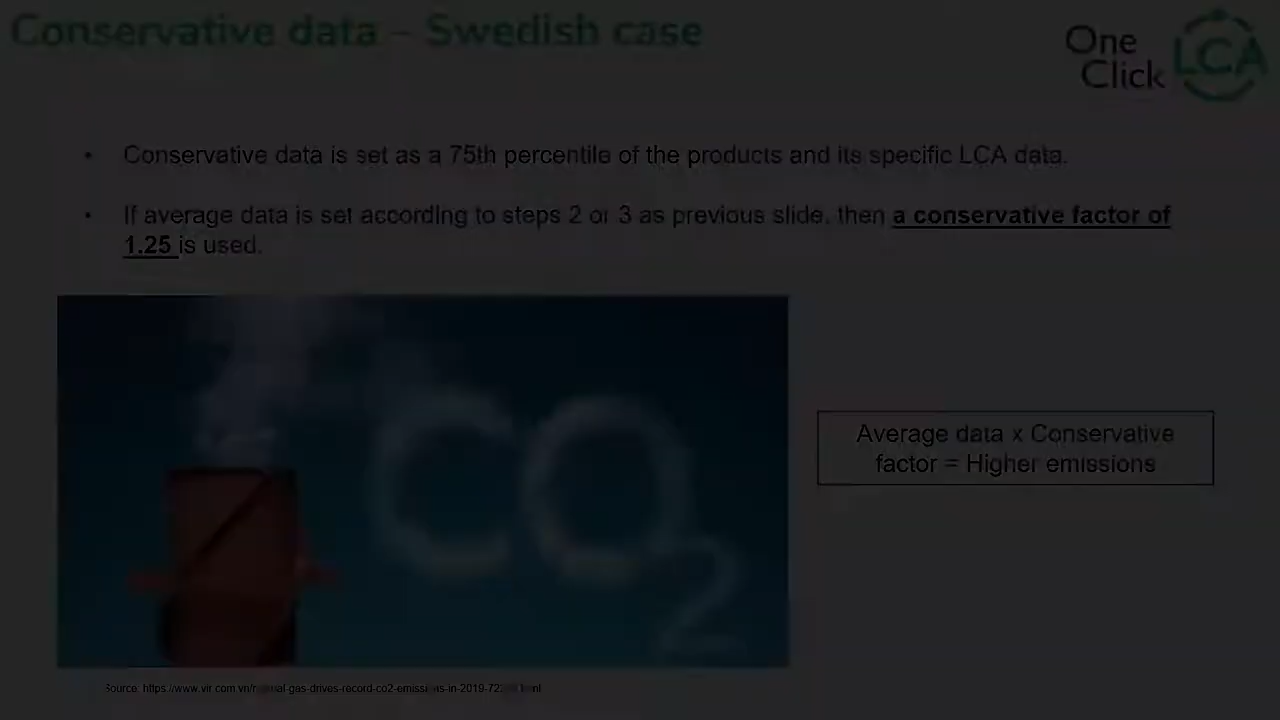 Conservative data – Swedish case
One
Click
LCA
• Conservative data is set as a 75th percentile of the products and its specific LCA data.
• If average data is set according to steps 2 or 3 as previous slide, then a conservative factor of
1.25 is used.
CO2
Average data x Conservative
factor = Higher emissions
Source: